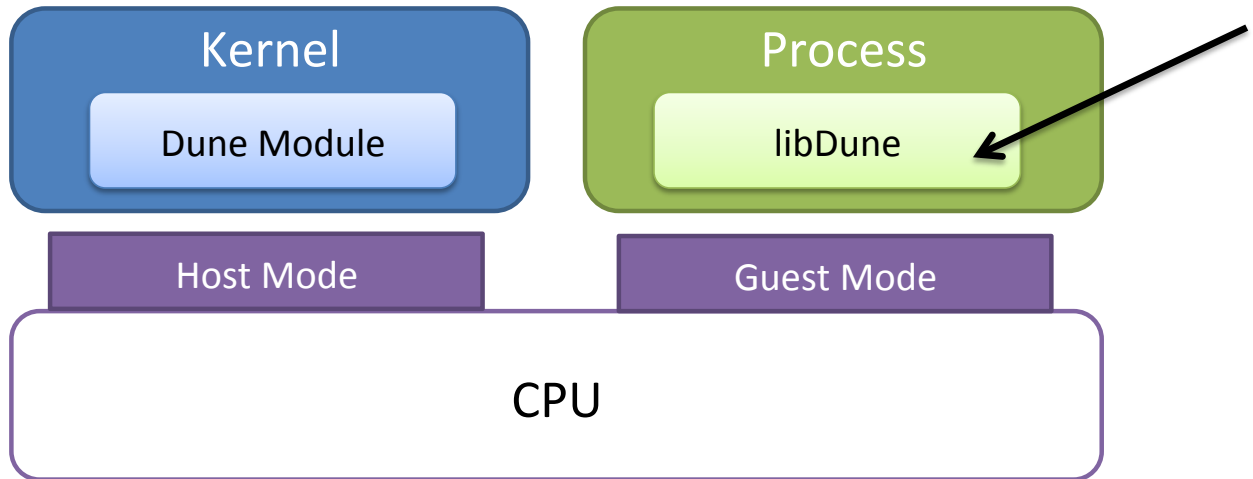 Kernel
Process
Dune Module
libDune
Host Mode
Guest Mode
CPU